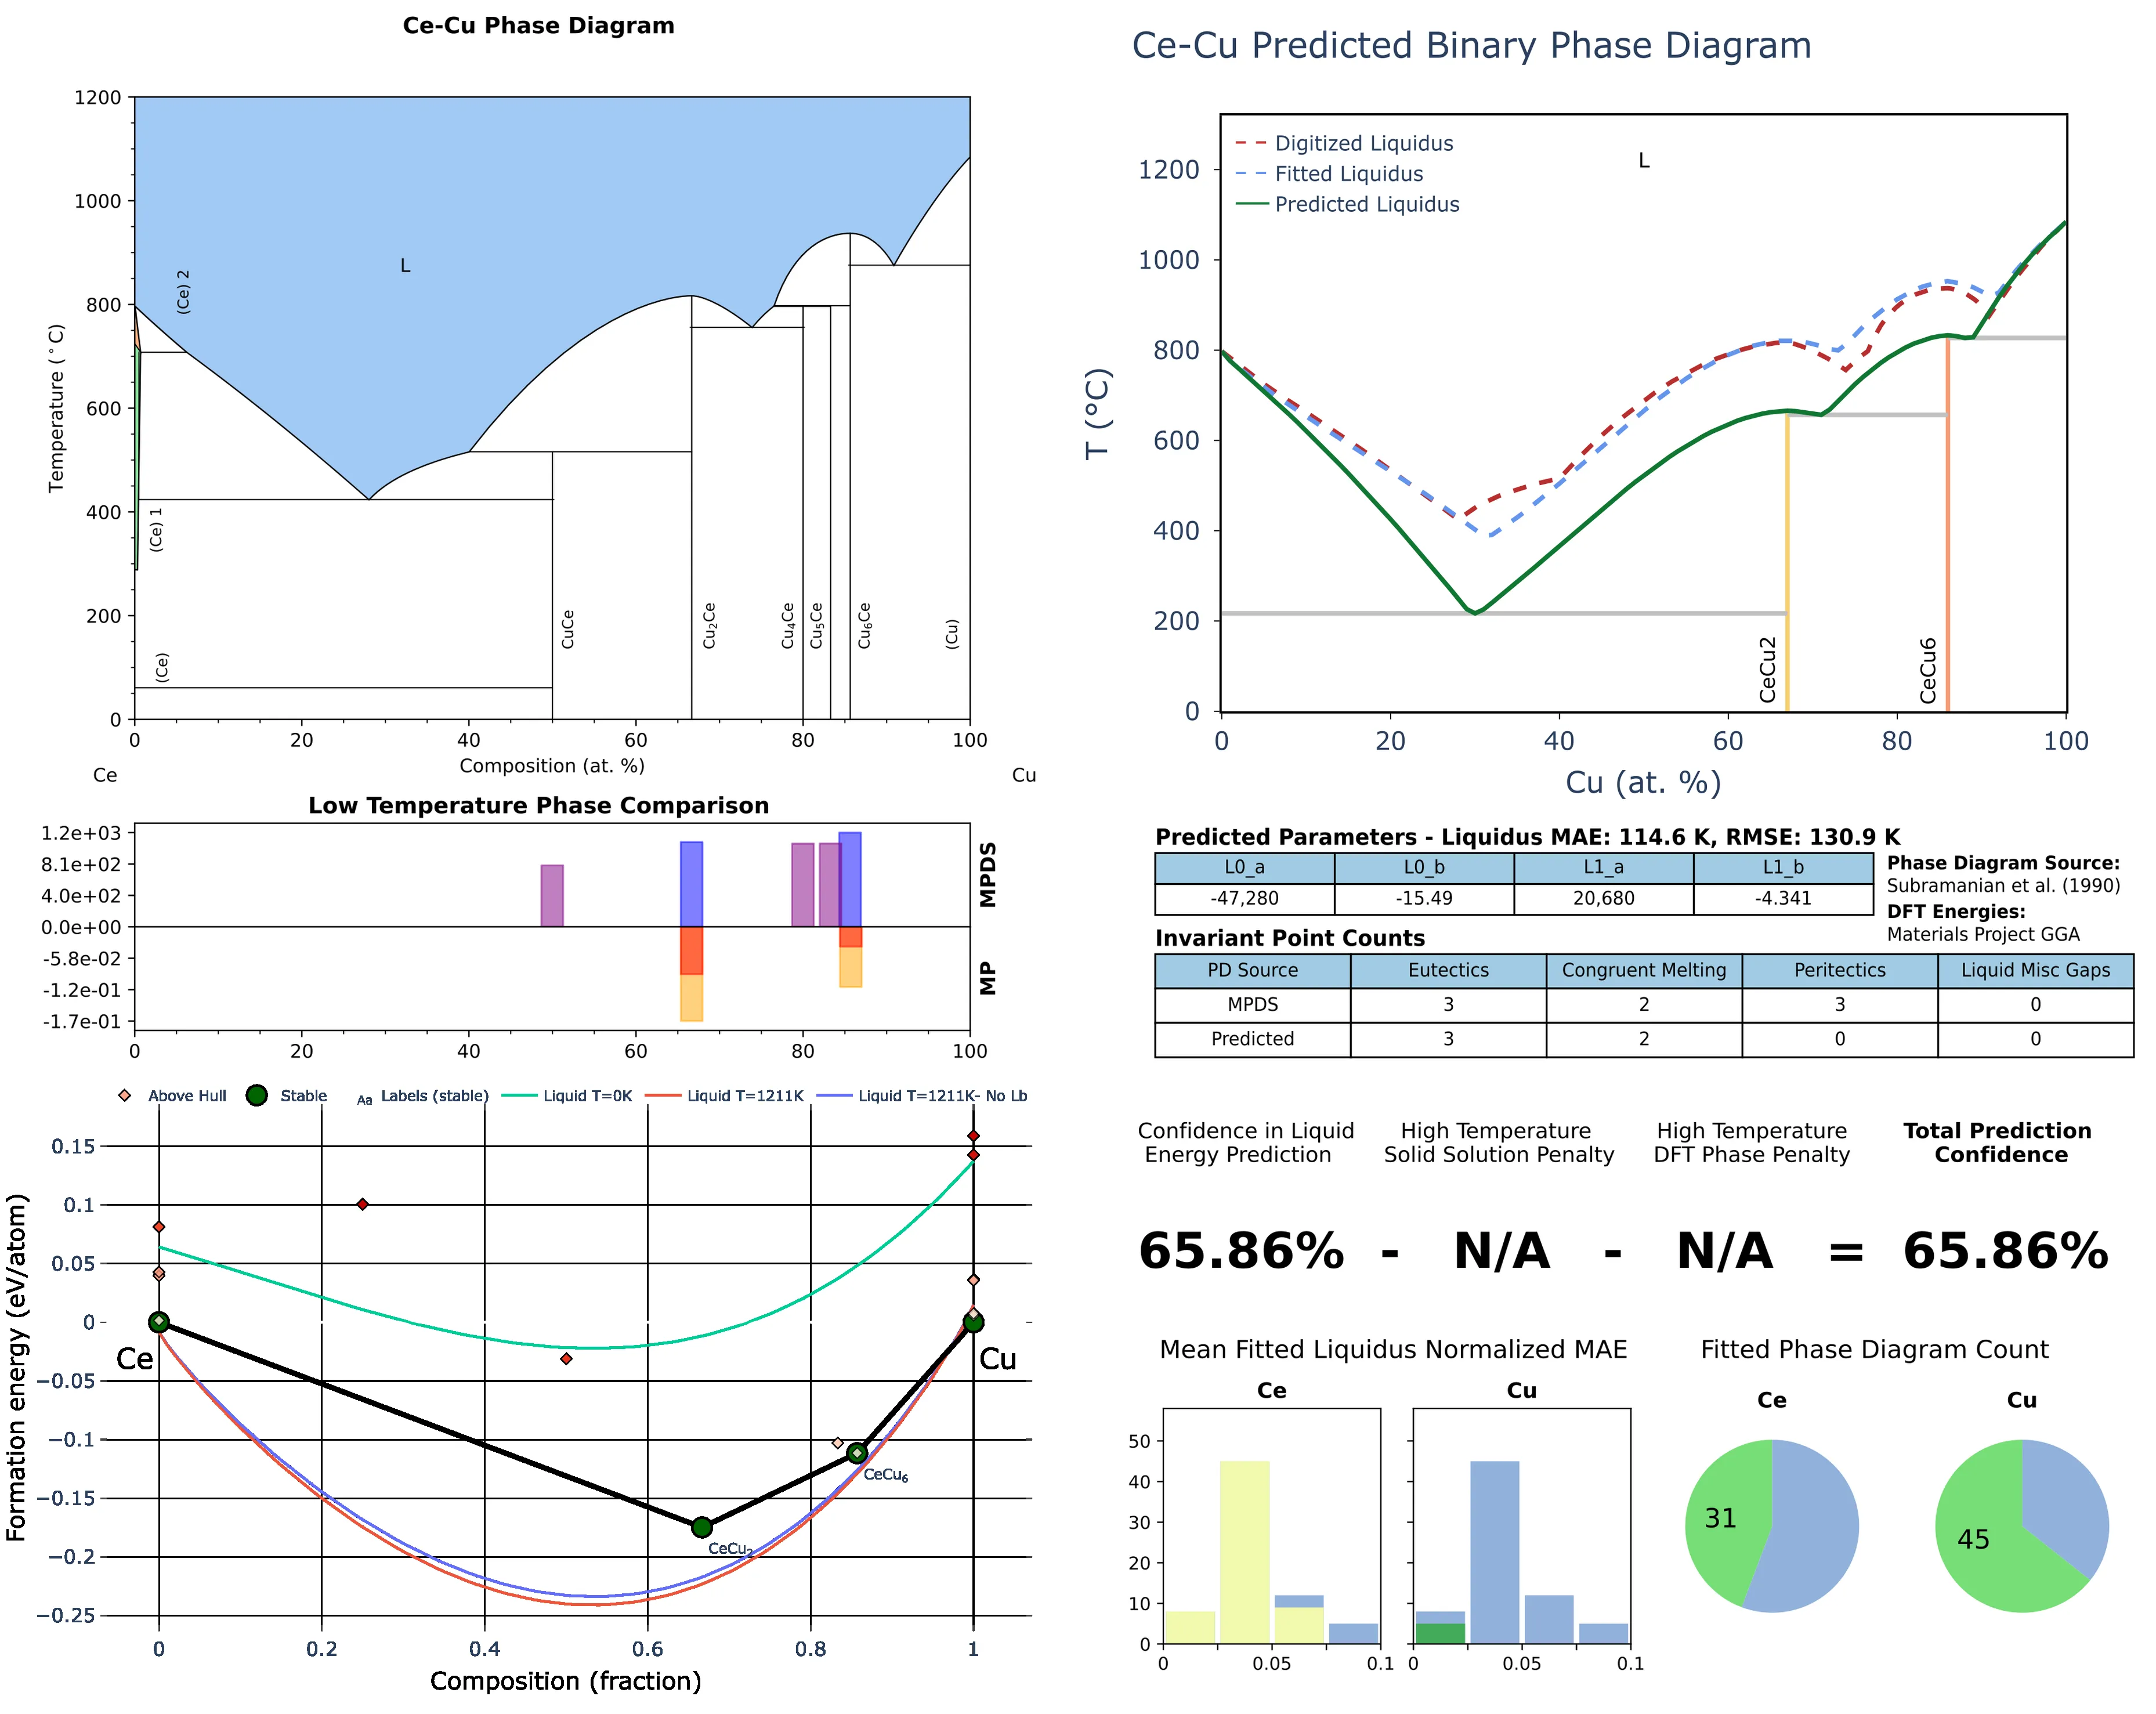 Ce-Cu Phase Diagram
1200
1000
800
600
400
200
0
Temperature (°C)
(Ce) 2
L
(Ce) 1
(Ce)
CuCe
Cu₂Ce
Cu₄Ce
Cu₅Ce
Cu₆Ce
(Cu)
0 20 40 60 80 100
Composition (at. %)
Ce Cu
Low Temperature Phase Comparison
1.2e+03
8.1e+02
4.0e+02
0.0e+00
-5.8e-02
-1.2e-01
-1.7e-01
MPDS
MP
0 20 40 60 80 100
Above Hull Stable Aa Labels (stable) Liquid T=0K Liquid T=1211K Liquid T=1211K- No Lb
0.15
0.1
0.05
0
−0.05
−0.1
−0.15
−0.2
−0.25
Formation energy (eV/atom)
Ce
Cu
CeCu₆
CeCu₂
0 0.2 0.4 0.6 0.8 1
Composition (fraction)
Ce-Cu Predicted Binary Phase Diagram
Digitized Liquidus
Fitted Liquidus
Predicted Liquidus
L
1200
1000
800
600
400
200
0
T (°C)
CeCu2
CeCu6
0 20 40 60 80 100
Cu (at. %)
Predicted Parameters - Liquidus MAE: 114.6 K, RMSE: 130.9 K
L0_a L0_b L1_a L1_b
-47,280 -15.49 20,680 -4.341
Phase Diagram Source:
Subramanian et al. (1990)
DFT Energies:
Materials Project GGA
Invariant Point Counts
PD Source Eutectics Congruent Melting Peritectics Liquid Misc Gaps
MPDS 3 2 3 0
Predicted 3 2 0 0
Confidence in Liquid
Energy Prediction
High Temperature
Solid Solution Penalty
High Temperature
DFT Phase Penalty
Total Prediction
Confidence
65.86% - N/A - N/A = 65.86%
Mean Fitted Liquidus Normalized MAE
Ce Cu
50
40
30
20
10
0
0 0.05 0.1 0 0.05 0.1
Fitted Phase Diagram Count
Ce Cu
31
45